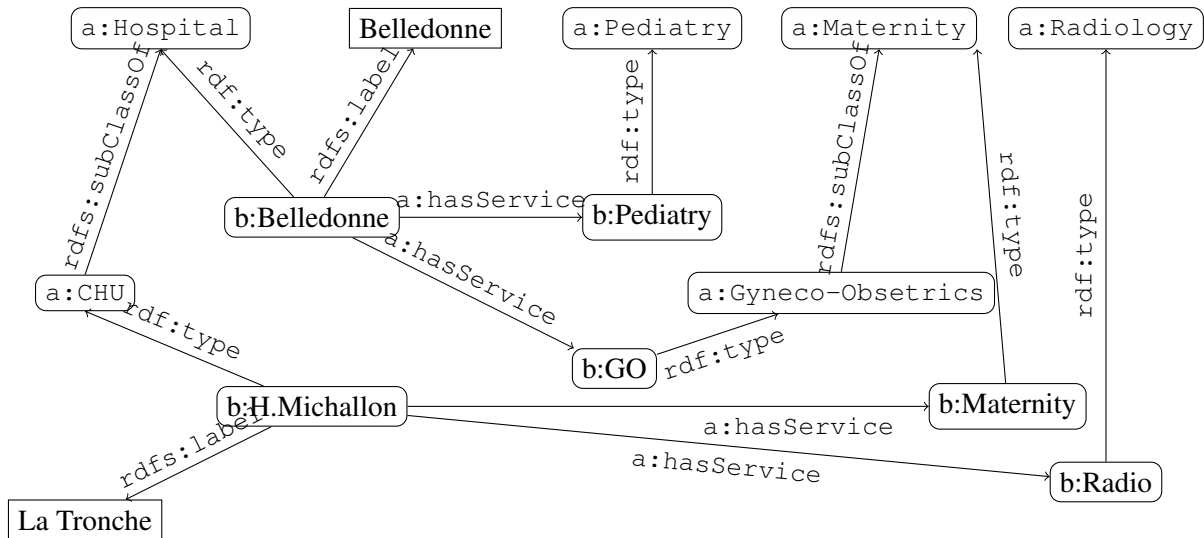 a:Hospital
Belledonne
a:Pediatry
a:Maternity
a:Radiology
rdfs:subClassOf
rdf:type
rdfs:label
rdf:type
rdfs:subClassOf
rdf:type
rdf:type
b:Belledonne
a:hasService
b:Pediatry
a:hasService
a:CHU
a:Gyneco-Obsetrics
rdf:type
b:GO
rdf:type
b:H.Michallon
b:Maternity
a:hasService
rdfs:label
a:hasService
b:Radio
La Tronche